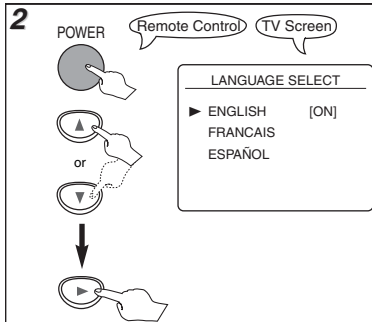 2
POWER
Remote Control
TV Screen
LANGUAGE SELECT
► ENGLISH [ON]
FRANCAIS
ESPAÑOL
or